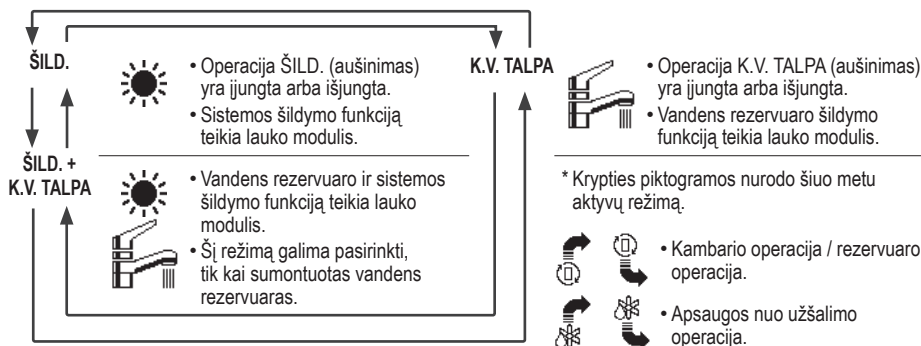 ŠILD.
• Operacija ŠILD. (aušinimas)
yra įjungta arba išjungta.
• Sistemos šildymo funkciją
teikia lauko modulis.
ŠILD. +
K.V. TALPA
• Vandens rezervuaro ir sistemos
šildymo funkciją teikia lauko
modulis.
• Šį režimą galima pasirinkti,
tik kai sumontuotas vandens
rezervuaras.
K.V. TALPA
• Operacija K.V. TALPA (aušinimas)
yra įjungta arba išjungta.
• Vandens rezervuaro šildymo
funkciją teikia lauko modulis.
* Krypties piktogramos nurodo šiuo metu
aktyvų režimą.
• Kambario operacija / rezervuaro
operacija.
• Apsaugos nuo užšalimo
operacija.